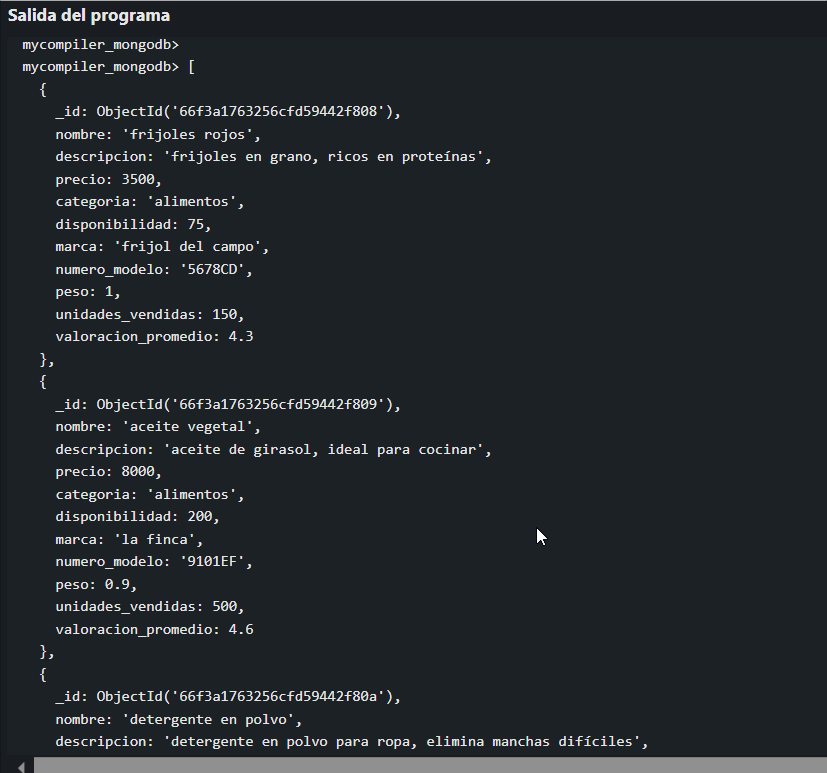 Salida del programa
mycompiler_mongodb>
mycompiler_mongodb> [
  {
    _id: ObjectId('66f3a1763256cfd59442f808'),
    nombre: 'frijoles rojos',
    descripcion: 'frijoles en grano, ricos en proteínas',
    precio: 3500,
    categoria: 'alimentos',
    disponibilidad: 75,
    marca: 'frijol del campo',
    numero_modelo: '5678CD',
    peso: 1,
    unidades_vendidas: 150,
    valoracion_promedio: 4.3
  },
  {
    _id: ObjectId('66f3a1763256cfd59442f809'),
    nombre: 'aceite vegetal',
    descripcion: 'aceite de girasol, ideal para cocinar',
    precio: 8000,
    categoria: 'alimentos',
    disponibilidad: 200,
    marca: 'la finca',
    numero_modelo: '9101EF',
    peso: 0.9,
    unidades_vendidas: 500,
    valoracion_promedio: 4.6
  },
  {
    _id: ObjectId('66f3a1763256cfd59442f80a'),
    nombre: 'detergente en polvo',
    descripcion: 'detergente en polvo para ropa, elimina manchas difíciles',